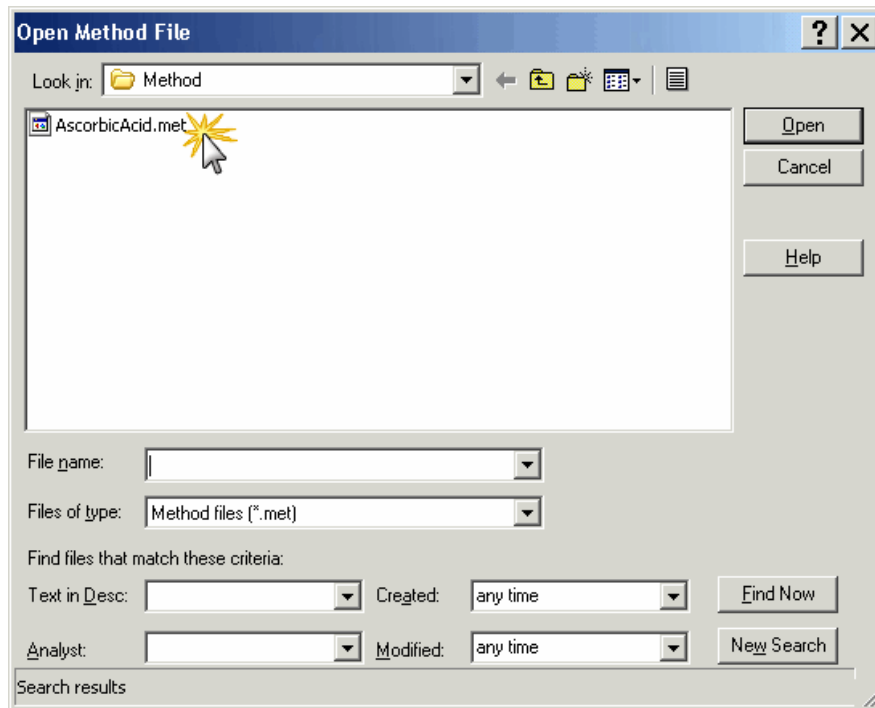 Open Method File
Look in: Method
AscorbicAcid.met
Open
Cancel
Help
File name:
Files of type: Method files (*.met)
Find files that match these criteria:
Text in Desc: Created: any time Find Now
Analyst: Modified: any time New Search
Search results